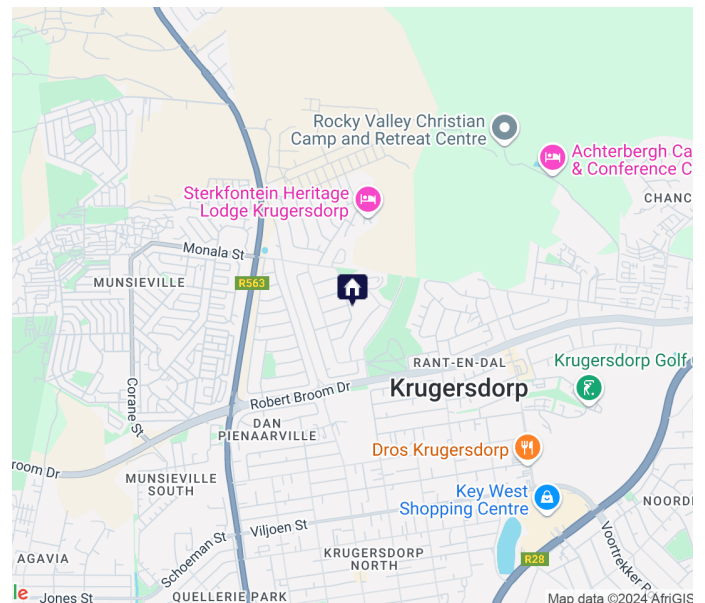 Rocky Valley Christian
Camp and Retreat Centre
Achterbergh Ca
& Conference C
Sterkfontein Heritage
Lodge Krugersdorp
CHANC
Monala St
MUNSIEVILLE
R563
RANT-EN-DAL
Krugersdorp Golf
Krugersdorp
Corane St
Robert Broom Dr
DAN
PIENAARVILLE
Dros Krugersdorp
room Dr
MUNSIEVILLE
SOUTH
Key West
Shopping Centre
NOORD
Viljoen St
Voortrekker R
Schoeman St
KRUGERSDORP
NORTH
R28
AGAVIA
le
Jones St
QUELLERIE PARK
Map data ©2024 AfriGIS